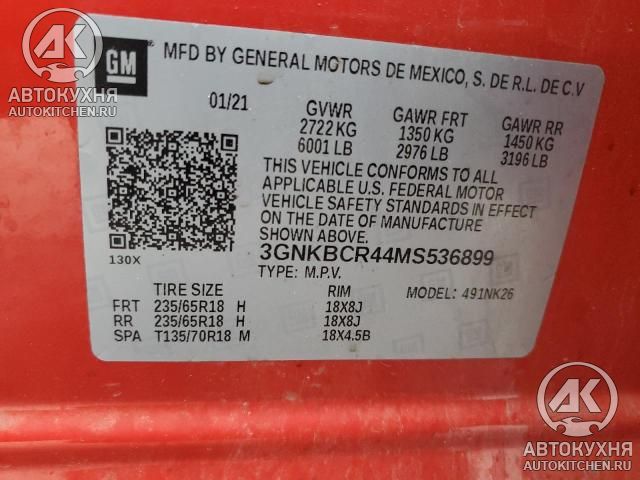 GM
MFD BY GENERAL MOTORS DE MEXICO, S. DE R.L. DE C.V
01/21 GVWR GAWR FRT GAWR RR
2722 KG 1350 KG 1450 KG
6001 LB 2976 LB 3196 LB
THIS VEHICLE CONFORMS TO ALL
APPLICABLE U.S. FEDERAL MOTOR
VEHICLE SAFETY STANDARDS IN EFFECT
ON THE DATE OF MANUFACTURE
SHOWN ABOVE.
130X
3GNKBCR44MS536899
TYPE: M.P.V.
TIRE SIZE RIM MODEL: 491NK26
FRT 235/65R18 H 18X8J
RR 235/65R18 H 18X8J
SPA T135/70R18 M 18X4.5B
АК
АВТОКУХНЯ
AUTOKITCHEN.RU
АК
АВТОКУХНЯ
AUTOKITCHEN.RU